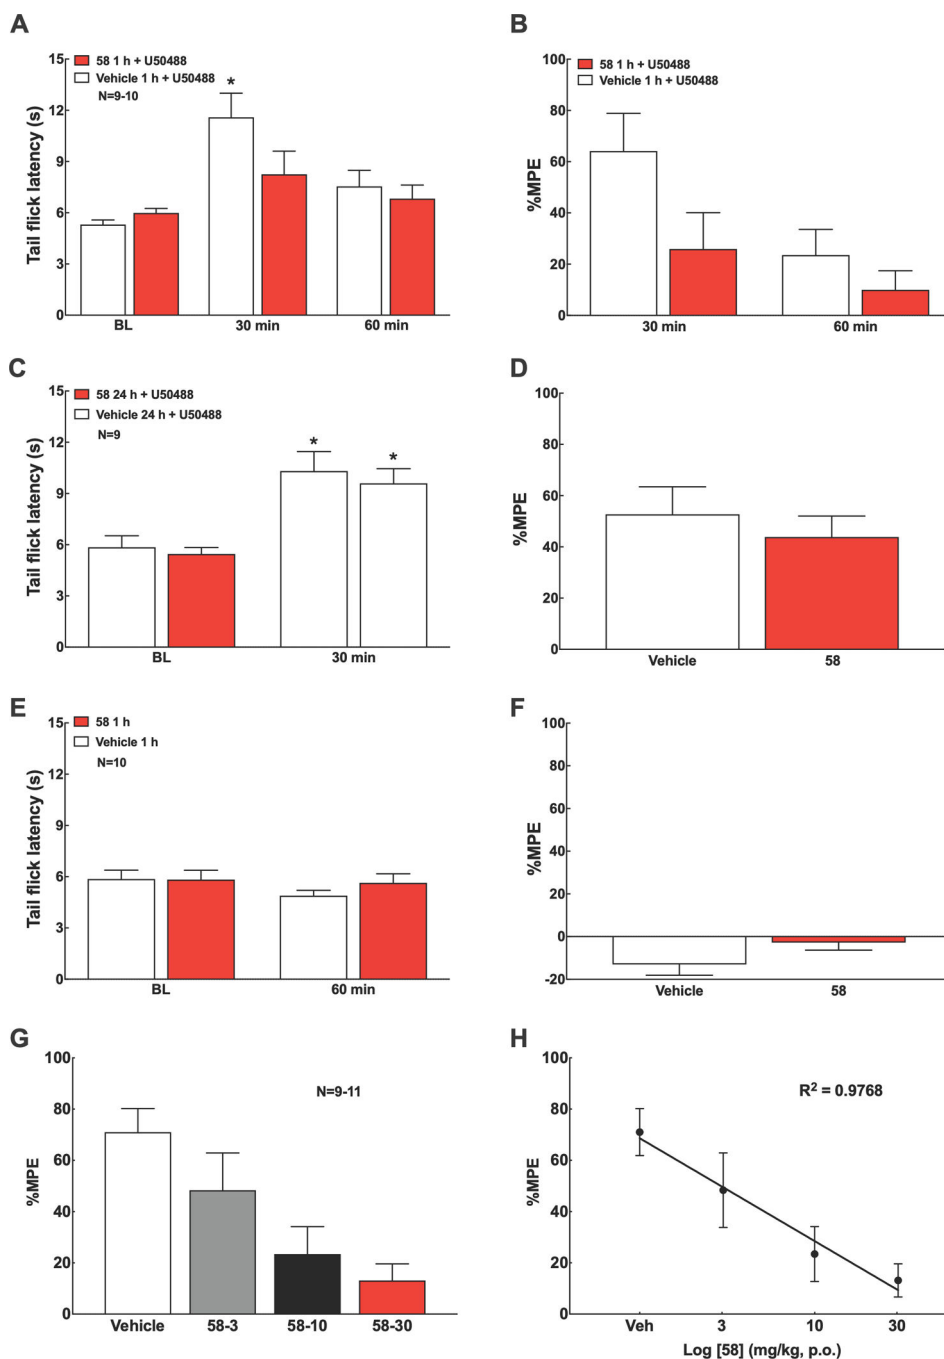 A
58 1 h + U50488
Vehicle 1 h + U50488
N=9-10
Tail flick latency (s)
15
12
9
6
3
0
*
BL
30 min
60 min
B
58 1 h + U50488
Vehicle 1 h + U50488
%MPE
100
80
60
40
20
0
30 min
60 min
C
58 24 h + U50488
Vehicle 24 h + U50488
N=9
Tail flick latency (s)
15
12
9
6
3
0
*
*
BL
30 min
D
%MPE
100
80
60
40
20
0
Vehicle
58
E
58 1 h
Vehicle 1 h
N=10
Tail flick latency (s)
15
12
9
6
3
0
BL
60 min
F
%MPE
100
80
60
40
20
0
-20
Vehicle
58
G
N=9-11
%MPE
100
80
60
40
20
0
Vehicle
58-3
58-10
58-30
H
R² = 0.9768
%MPE
100
80
60
40
20
0
Veh
3
10
30
Log [58] (mg/kg, p.o.)